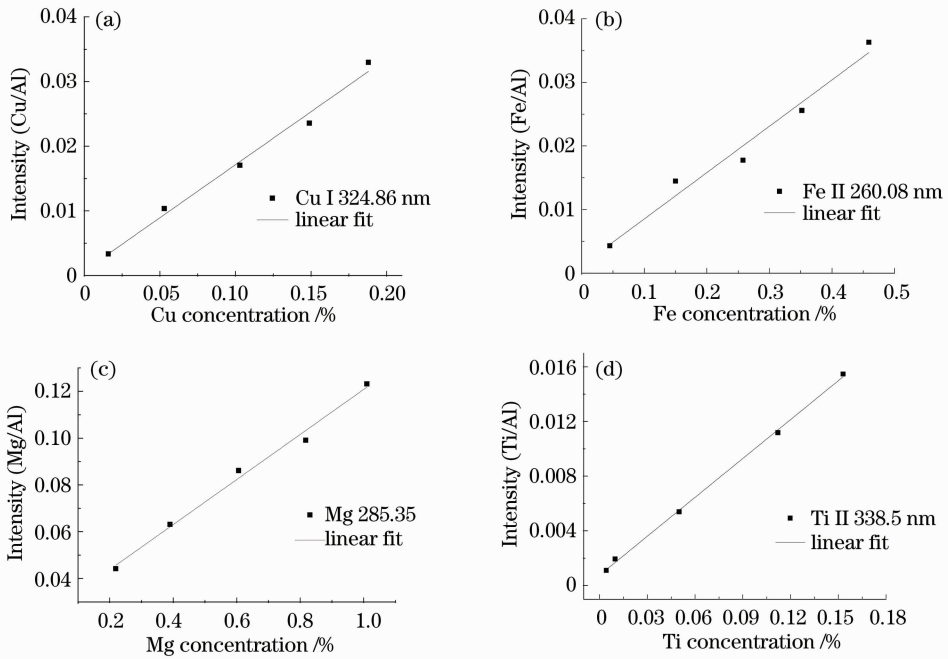 (a)
Intensity (Cu/Al)
0.04
0.03
0.02
0.01
0
Cu I 324.86 nm
linear fit
0 0.05 0.10 0.15 0.20
Cu concentration /%
(b)
Intensity (Fe/Al)
0.04
0.03
0.02
0.01
0
Fe II 260.08 nm
linear fit
0 0.1 0.2 0.3 0.4 0.5
Fe concentration /%
(c)
Intensity (Mg/Al)
0.12
0.10
0.08
0.06
0.04
Mg 285.35
linear fit
0.2 0.4 0.6 0.8 1.0
Mg concentration /%
(d)
Intensity (Ti/Al)
0.016
0.012
0.008
0.004
0
Ti II 338.5 nm
linear fit
0 0.03 0.06 0.09 0.12 0.15 0.18
Ti concentration /%